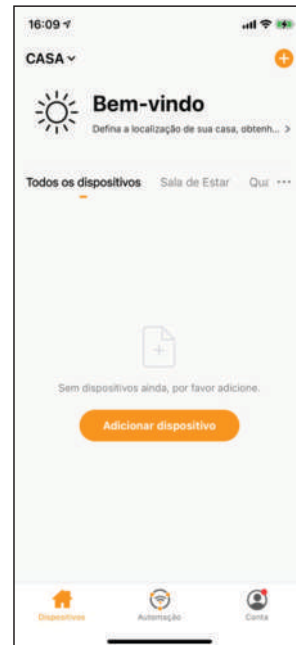 16:09
CASA
Bem-vindo
Defina a localização de sua casa, obtenh... >
Todos os dispositivos Sala de Estar Qua ...
Sem dispositivos ainda, por favor adicione.
Adicionar dispositivo
Dispositivos Automação Conta